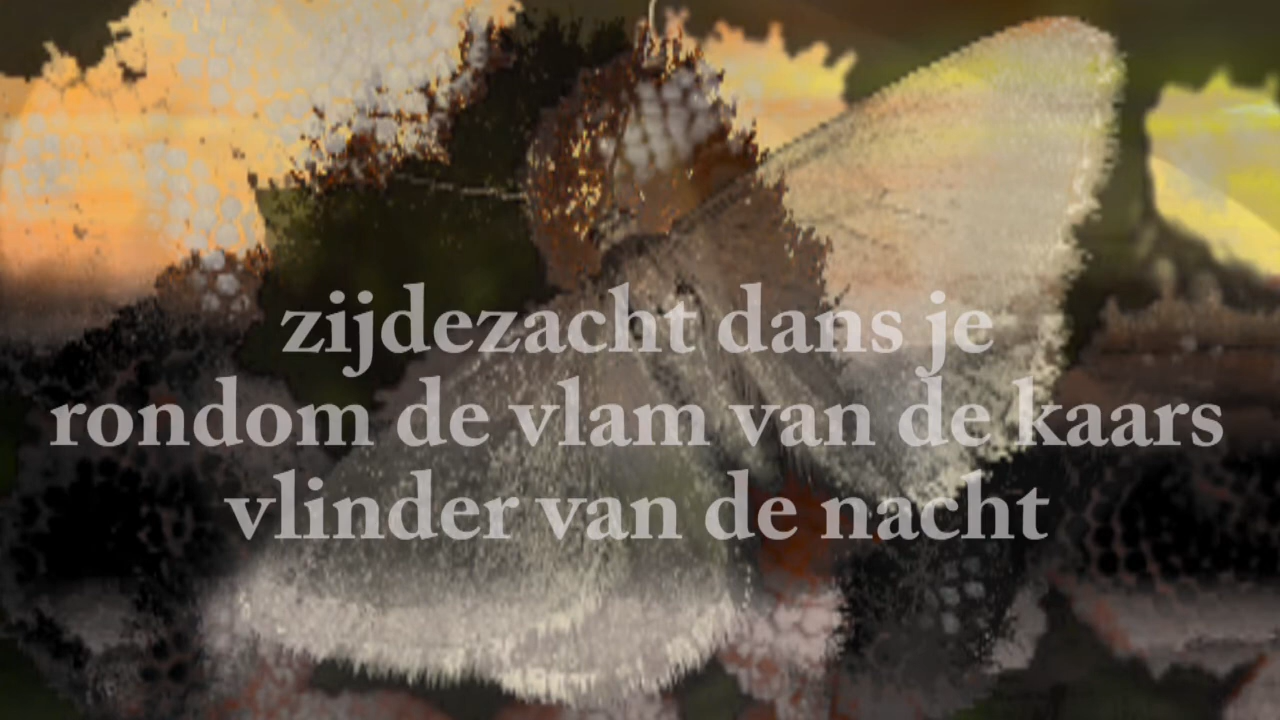 zijdezacht dans je
rondom de vlam van de kaars
vlinder van de nacht